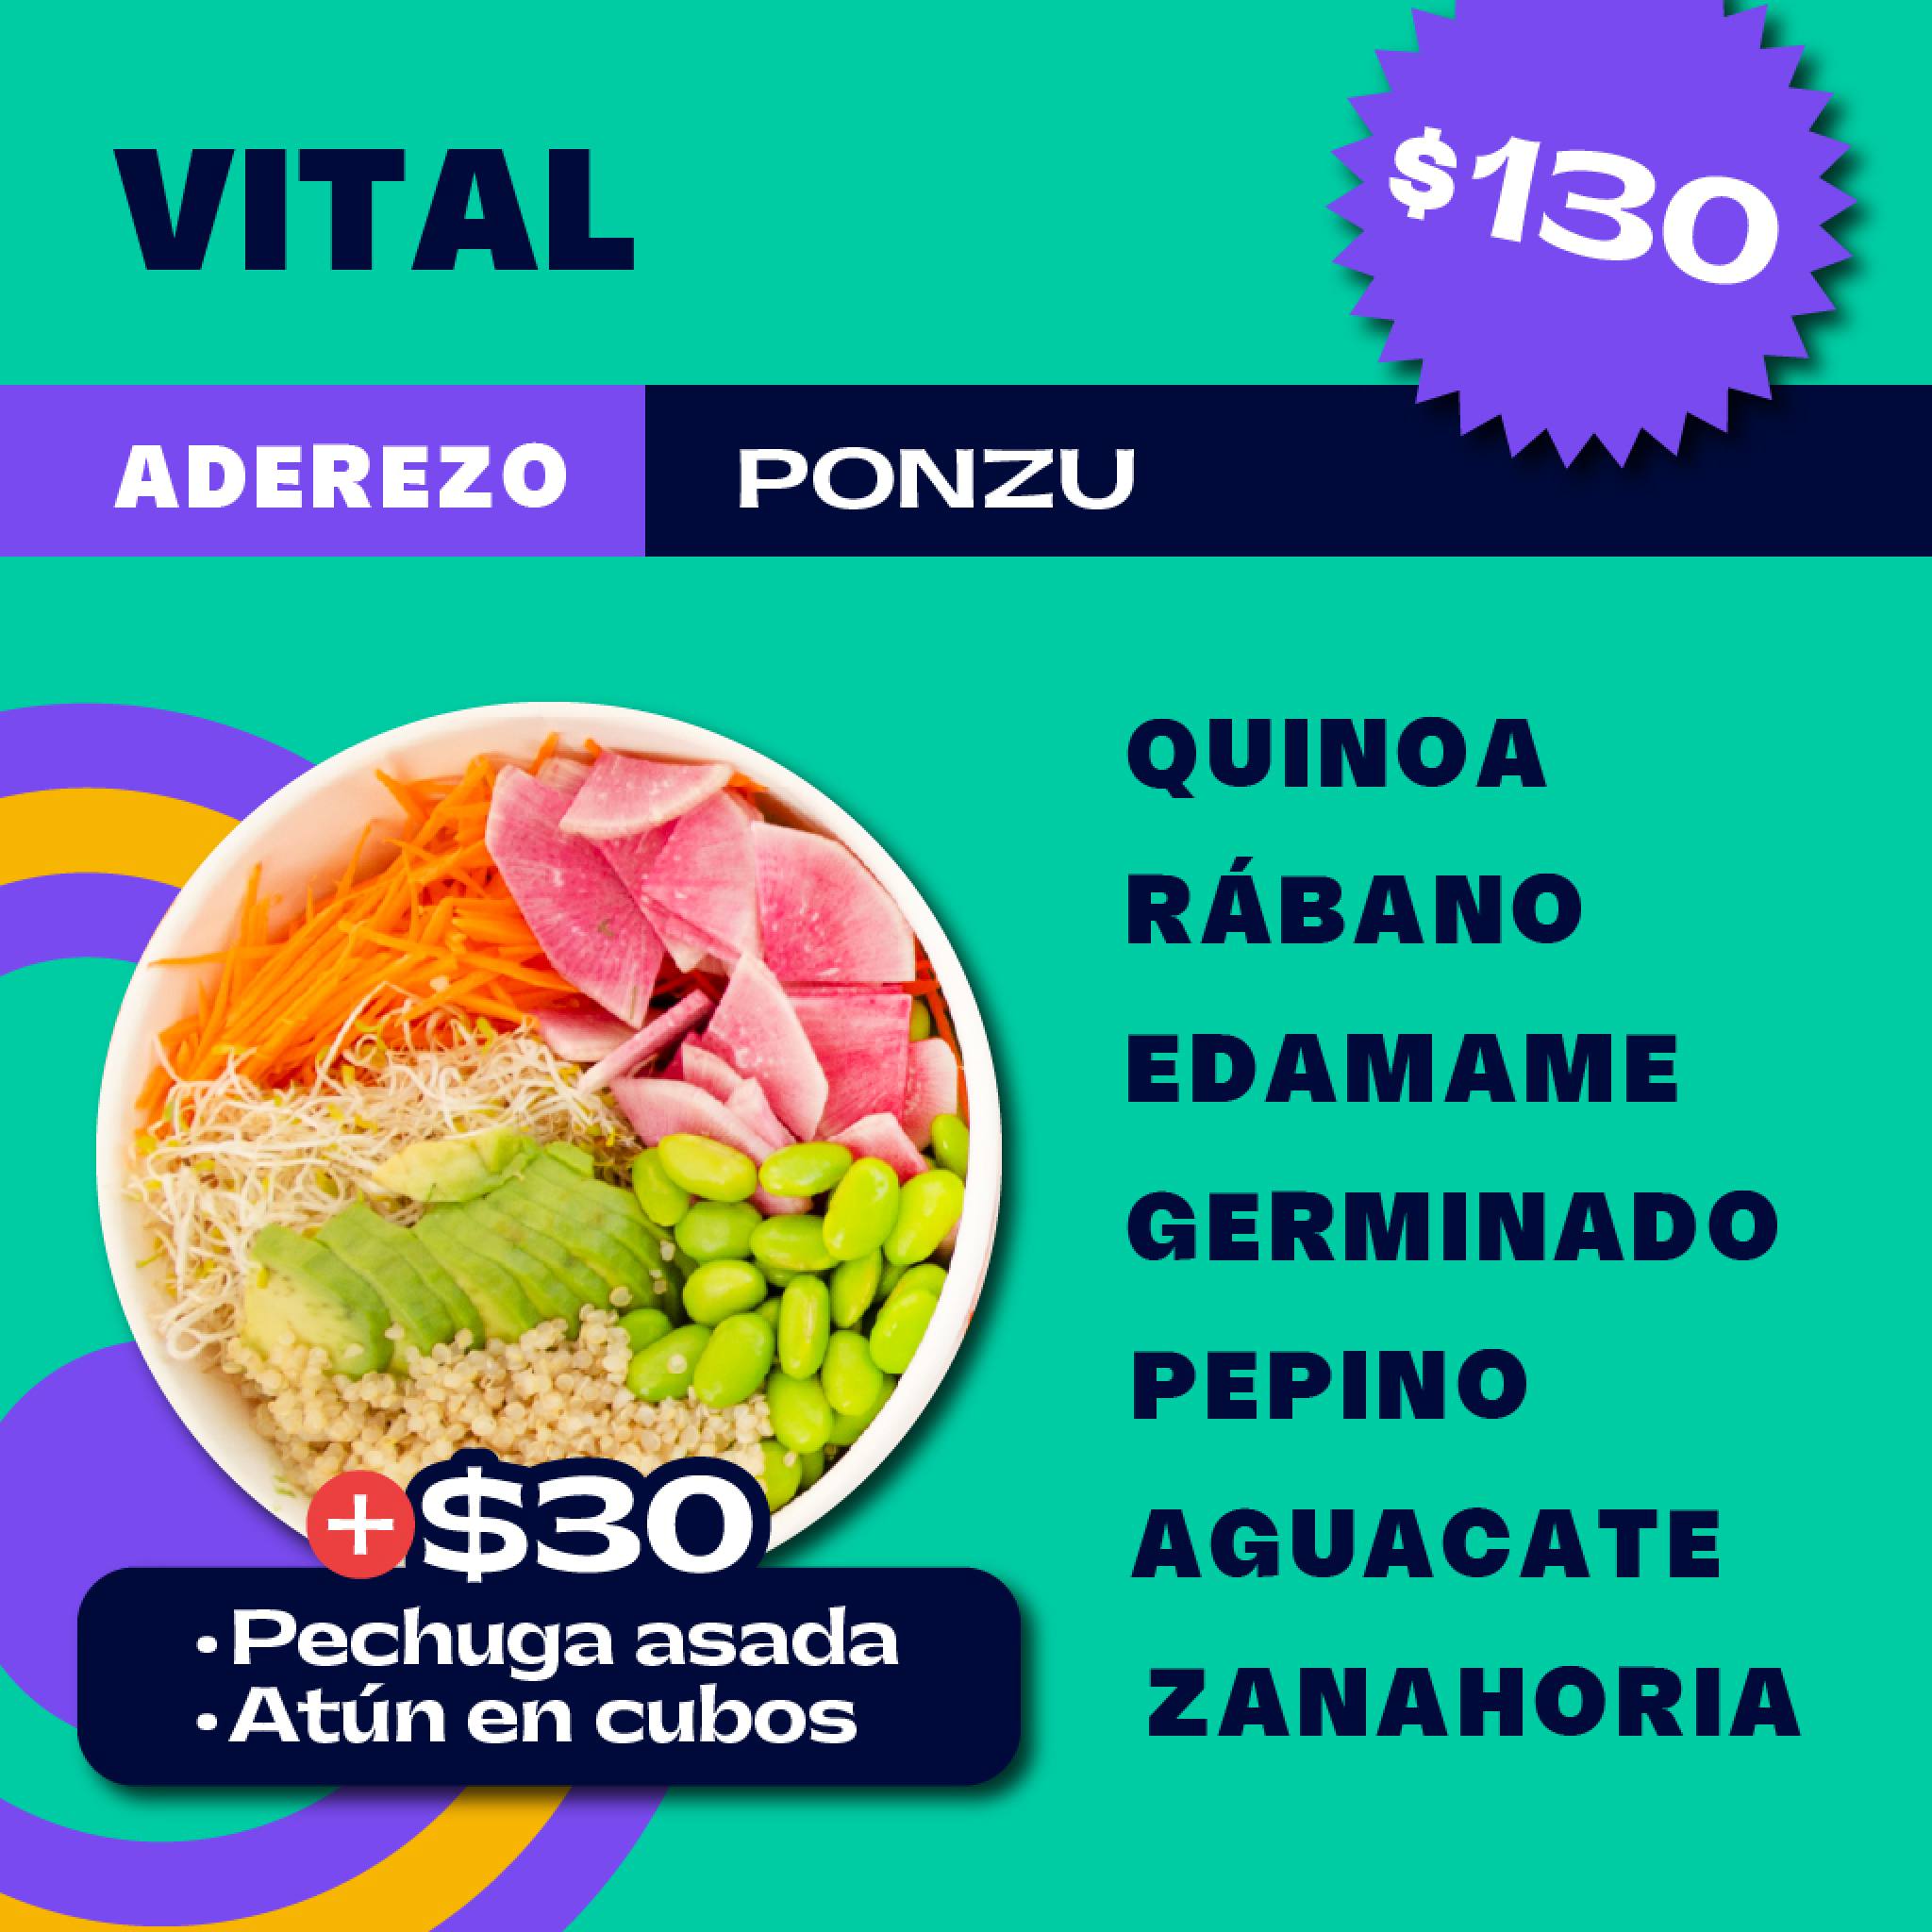 VITAL
$130
ADEREZO
PONZU
QUINOA
RÁBANO
EDAMAME
GERMINADO
PEPINO
AGUACATE
ZANAHORIA
+$30
•Pechuga asada
•Atún en cubos